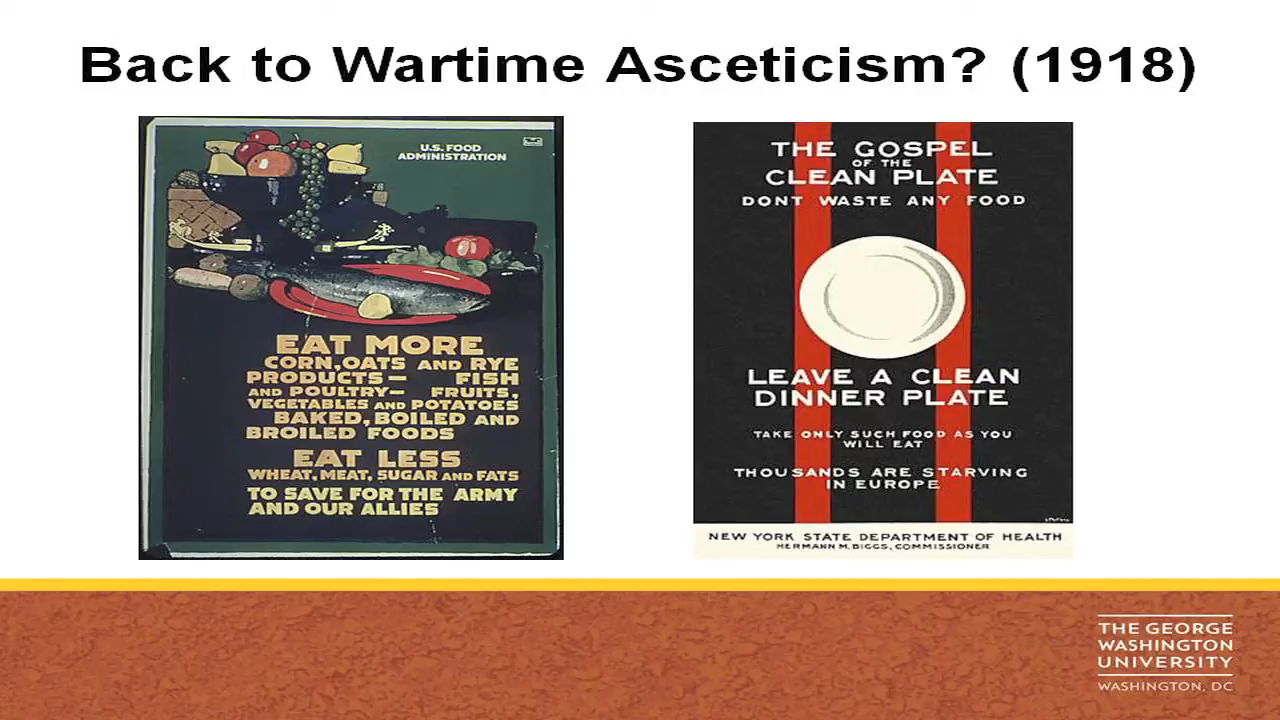 Back to Wartime Asceticism? (1918)
U.S. FOOD
ADMINISTRATION
EAT MORE
CORN, OATS AND RYE
PRODUCTS — FISH
AND POULTRY — FRUITS,
VEGETABLES AND POTATOES
BAKED, BOILED AND
BROILED FOODS
EAT LESS
WHEAT, MEAT, SUGAR AND FATS
TO SAVE FOR THE ARMY
AND OUR ALLIES
THE GOSPEL
OF THE
CLEAN PLATE
DONT WASTE ANY FOOD
LEAVE A CLEAN
DINNER PLATE
TAKE ONLY SUCH FOOD AS YOU
WILL EAT
THOUSANDS ARE STARVING
IN EUROPE
NEW YORK STATE DEPARTMENT OF HEALTH
HERMANN M. BIGGS, COMMISSIONER
THE GEORGE
WASHINGTON
UNIVERSITY
WASHINGTON, DC